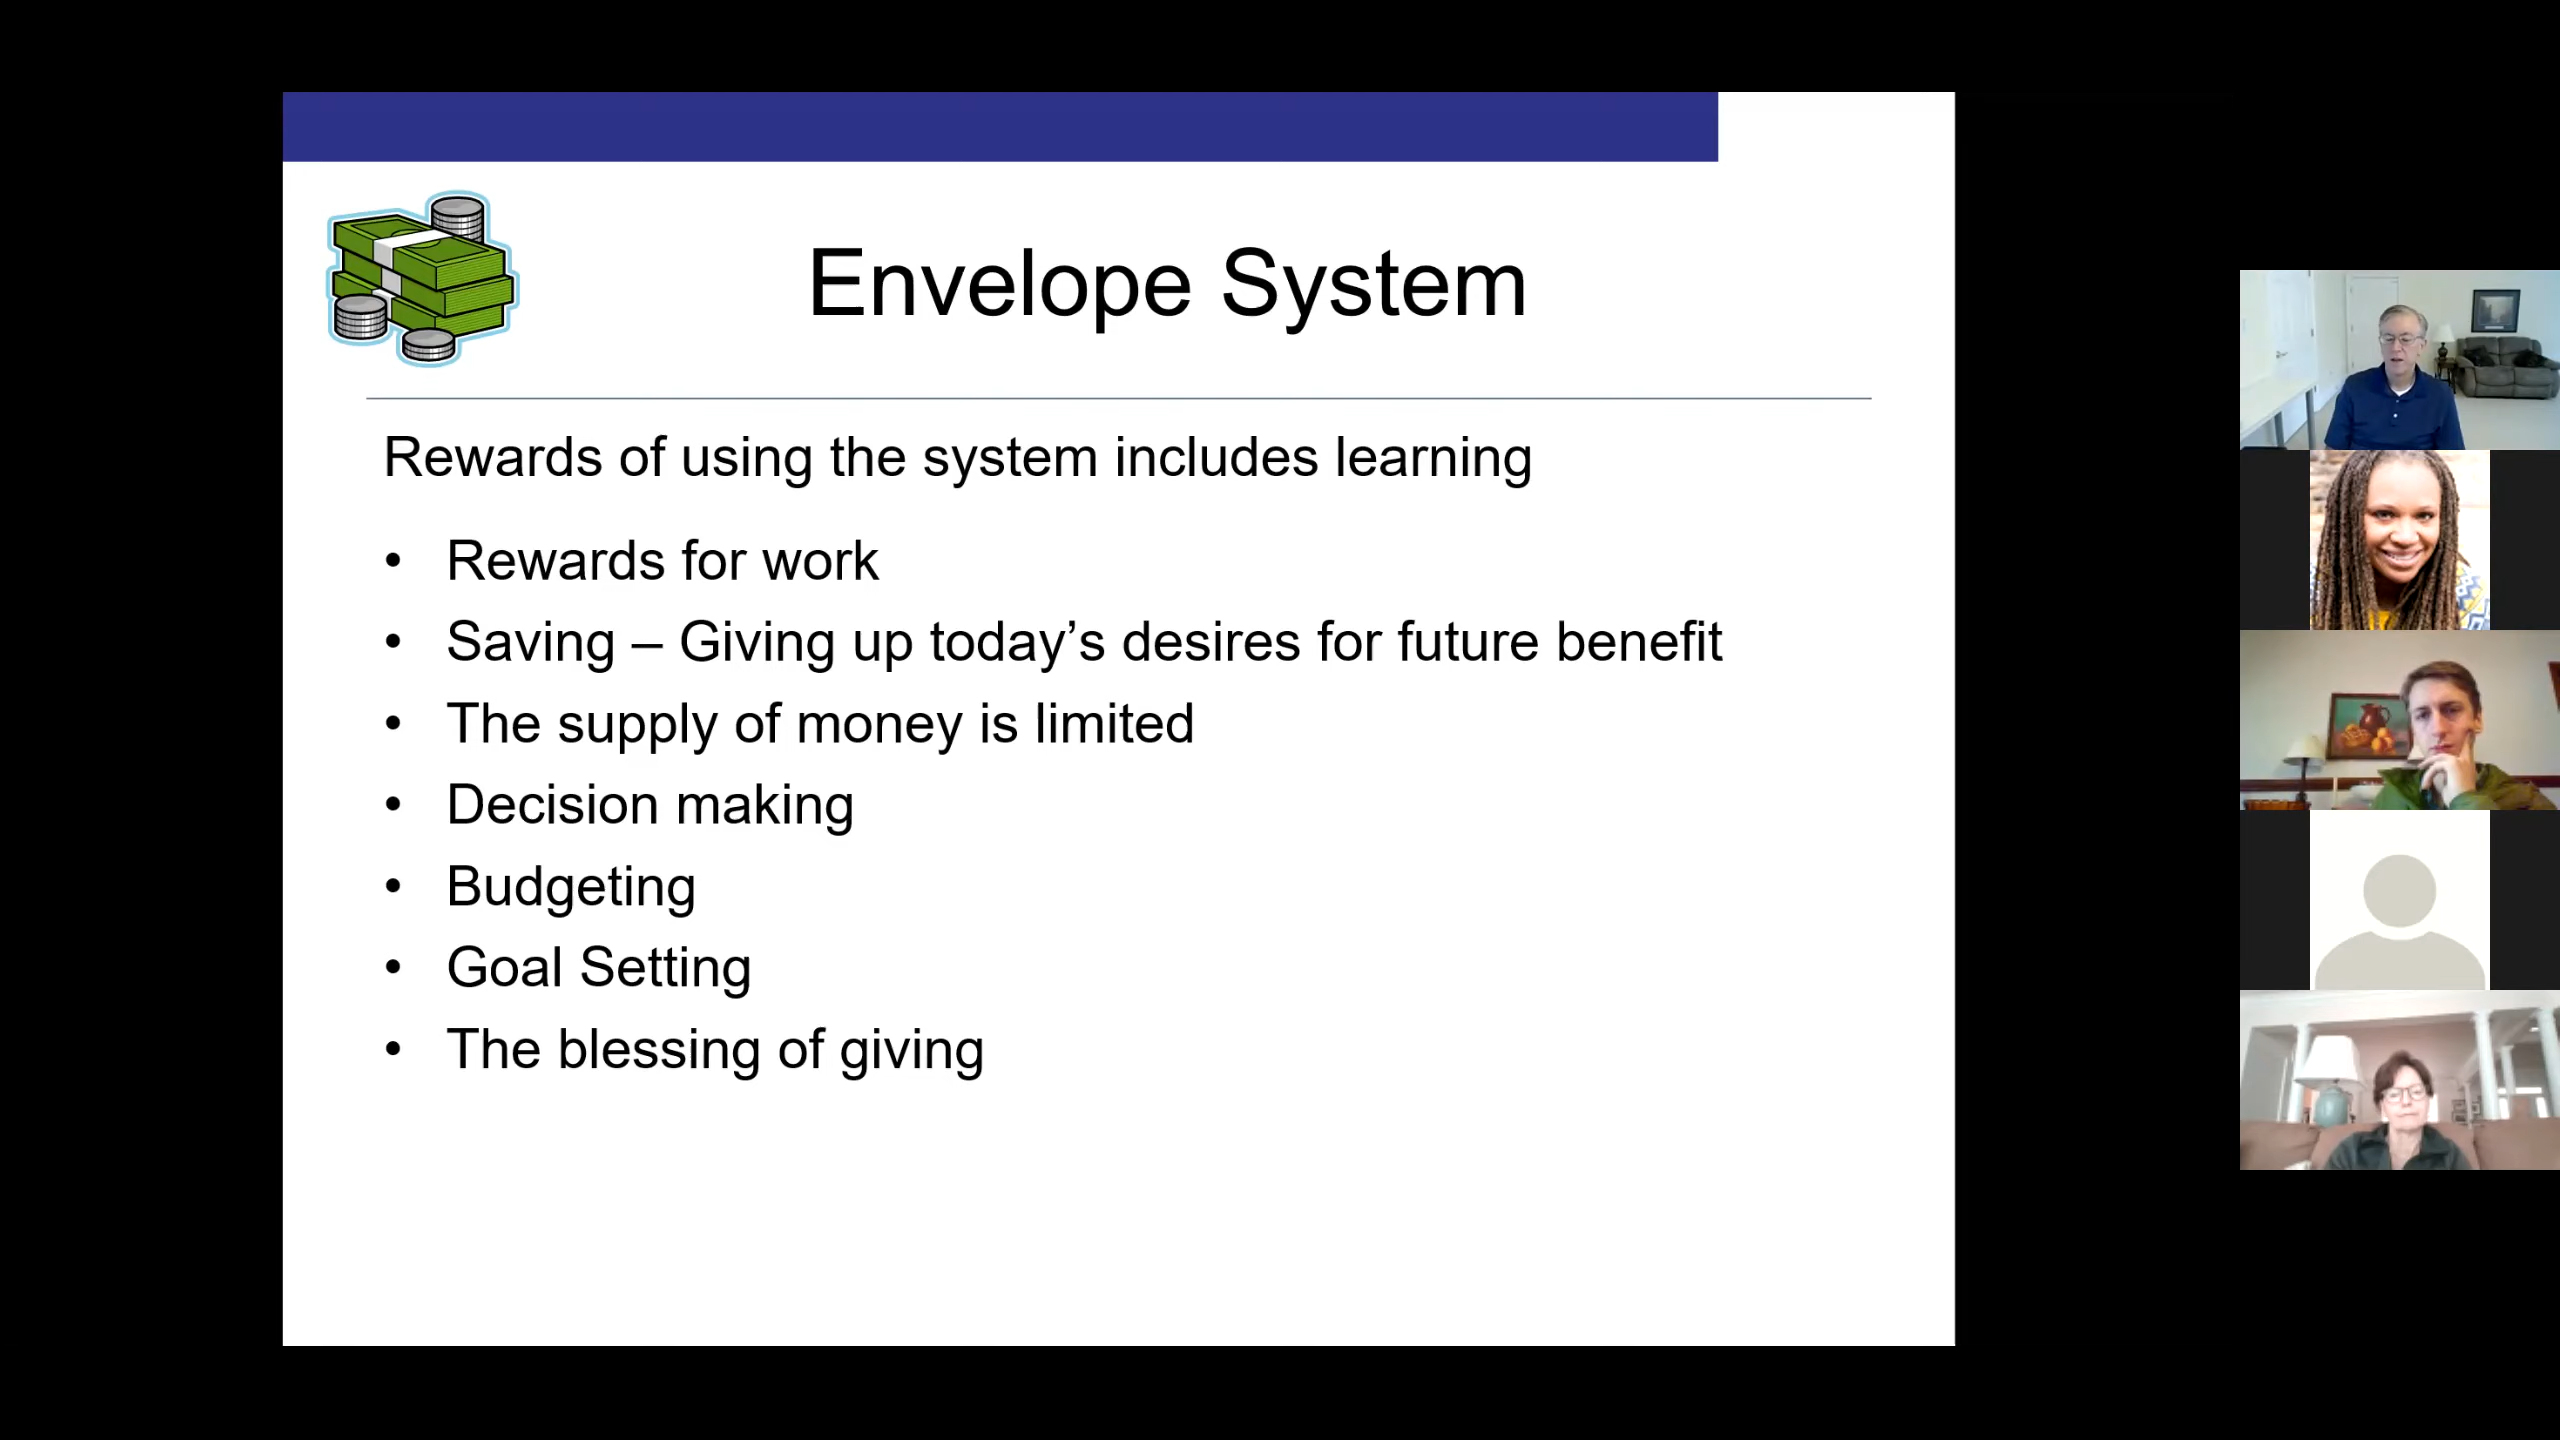 Envelope System
Rewards of using the system includes learning
• Rewards for work
• Saving – Giving up today’s desires for future benefit
• The supply of money is limited
• Decision making
• Budgeting
• Goal Setting
• The blessing of giving